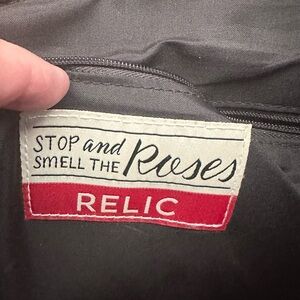 STOP and
SMELL THE Roses
RELIC